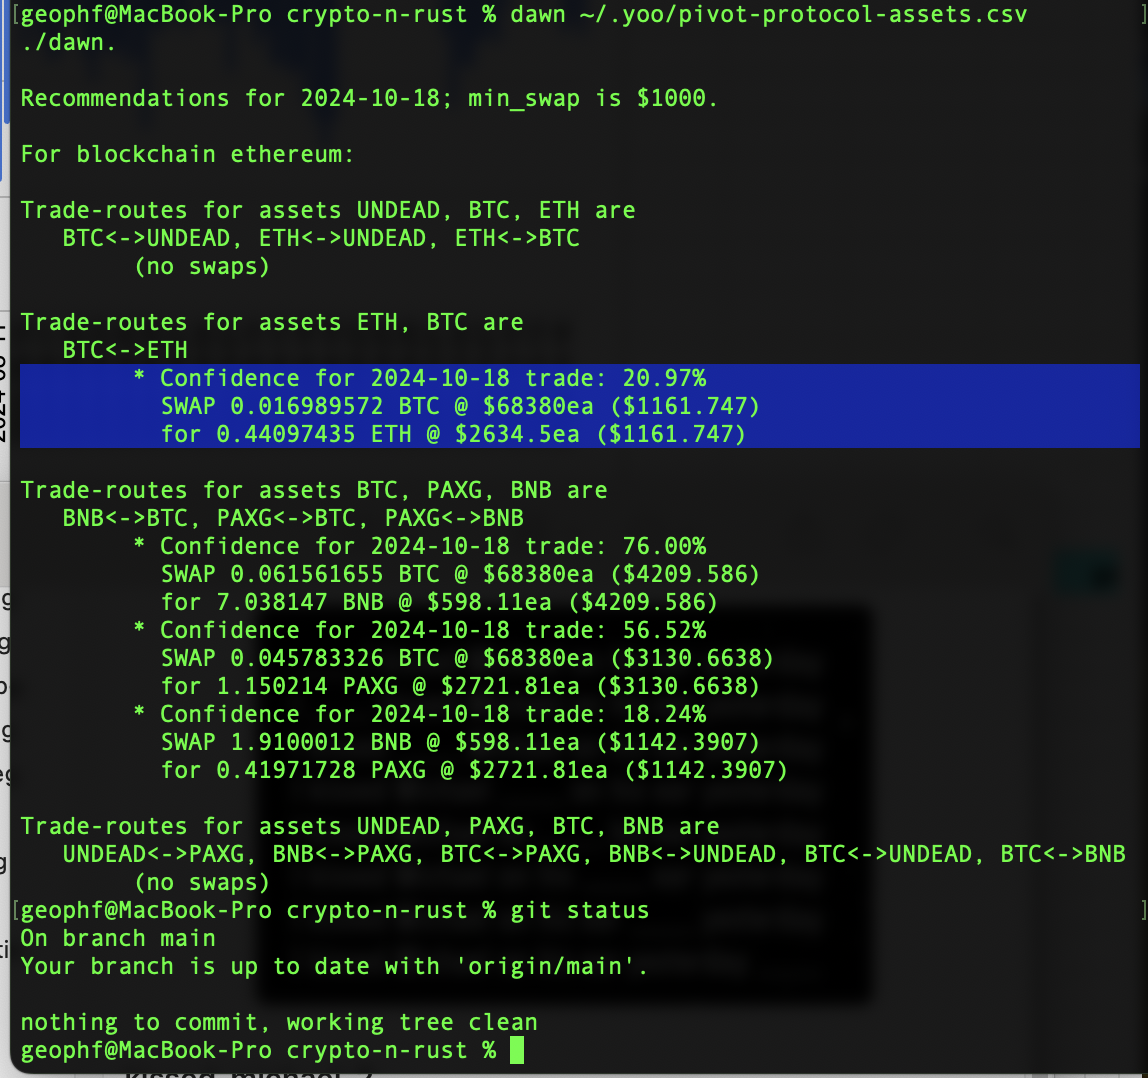 [geophf@MacBook-Pro crypto-n-rust % dawn ~/.yoo/pivot-protocol-assets.csv ]
./dawn.
Recommendations for 2024-10-18; min_swap is $1000.
For blockchain ethereum:
Trade-routes for assets UNDEAD, BTC, ETH are
BTC<->UNDEAD, ETH<->UNDEAD, ETH<->BTC
(no swaps)
Trade-routes for assets ETH, BTC are
BTC<->ETH
* Confidence for 2024-10-18 trade: 20.97%
SWAP 0.016989572 BTC @ $68380ea ($1161.747)
for 0.44097435 ETH @ $2634.5ea ($1161.747)
Trade-routes for assets BTC, PAXG, BNB are
BNB<->BTC, PAXG<->BTC, PAXG<->BNB
* Confidence for 2024-10-18 trade: 76.00%
SWAP 0.061561655 BTC @ $68380ea ($4209.586)
for 7.038147 BNB @ $598.11ea ($4209.586)
* Confidence for 2024-10-18 trade: 56.52%
SWAP 0.045783326 BTC @ $68380ea ($3130.6638)
for 1.150214 PAXG @ $2721.81ea ($3130.6638)
* Confidence for 2024-10-18 trade: 18.24%
SWAP 1.9100012 BNB @ $598.11ea ($1142.3907)
for 0.41971728 PAXG @ $2721.81ea ($1142.3907)
Trade-routes for assets UNDEAD, PAXG, BTC, BNB are
UNDEAD<->PAXG, BNB<->PAXG, BTC<->PAXG, BNB<->UNDEAD, BTC<->UNDEAD, BTC<->BNB
(no swaps)
[geophf@MacBook-Pro crypto-n-rust % git status ]
On branch main
Your branch is up to date with 'origin/main'.
nothing to commit, working tree clean
geophf@MacBook-Pro crypto-n-rust %